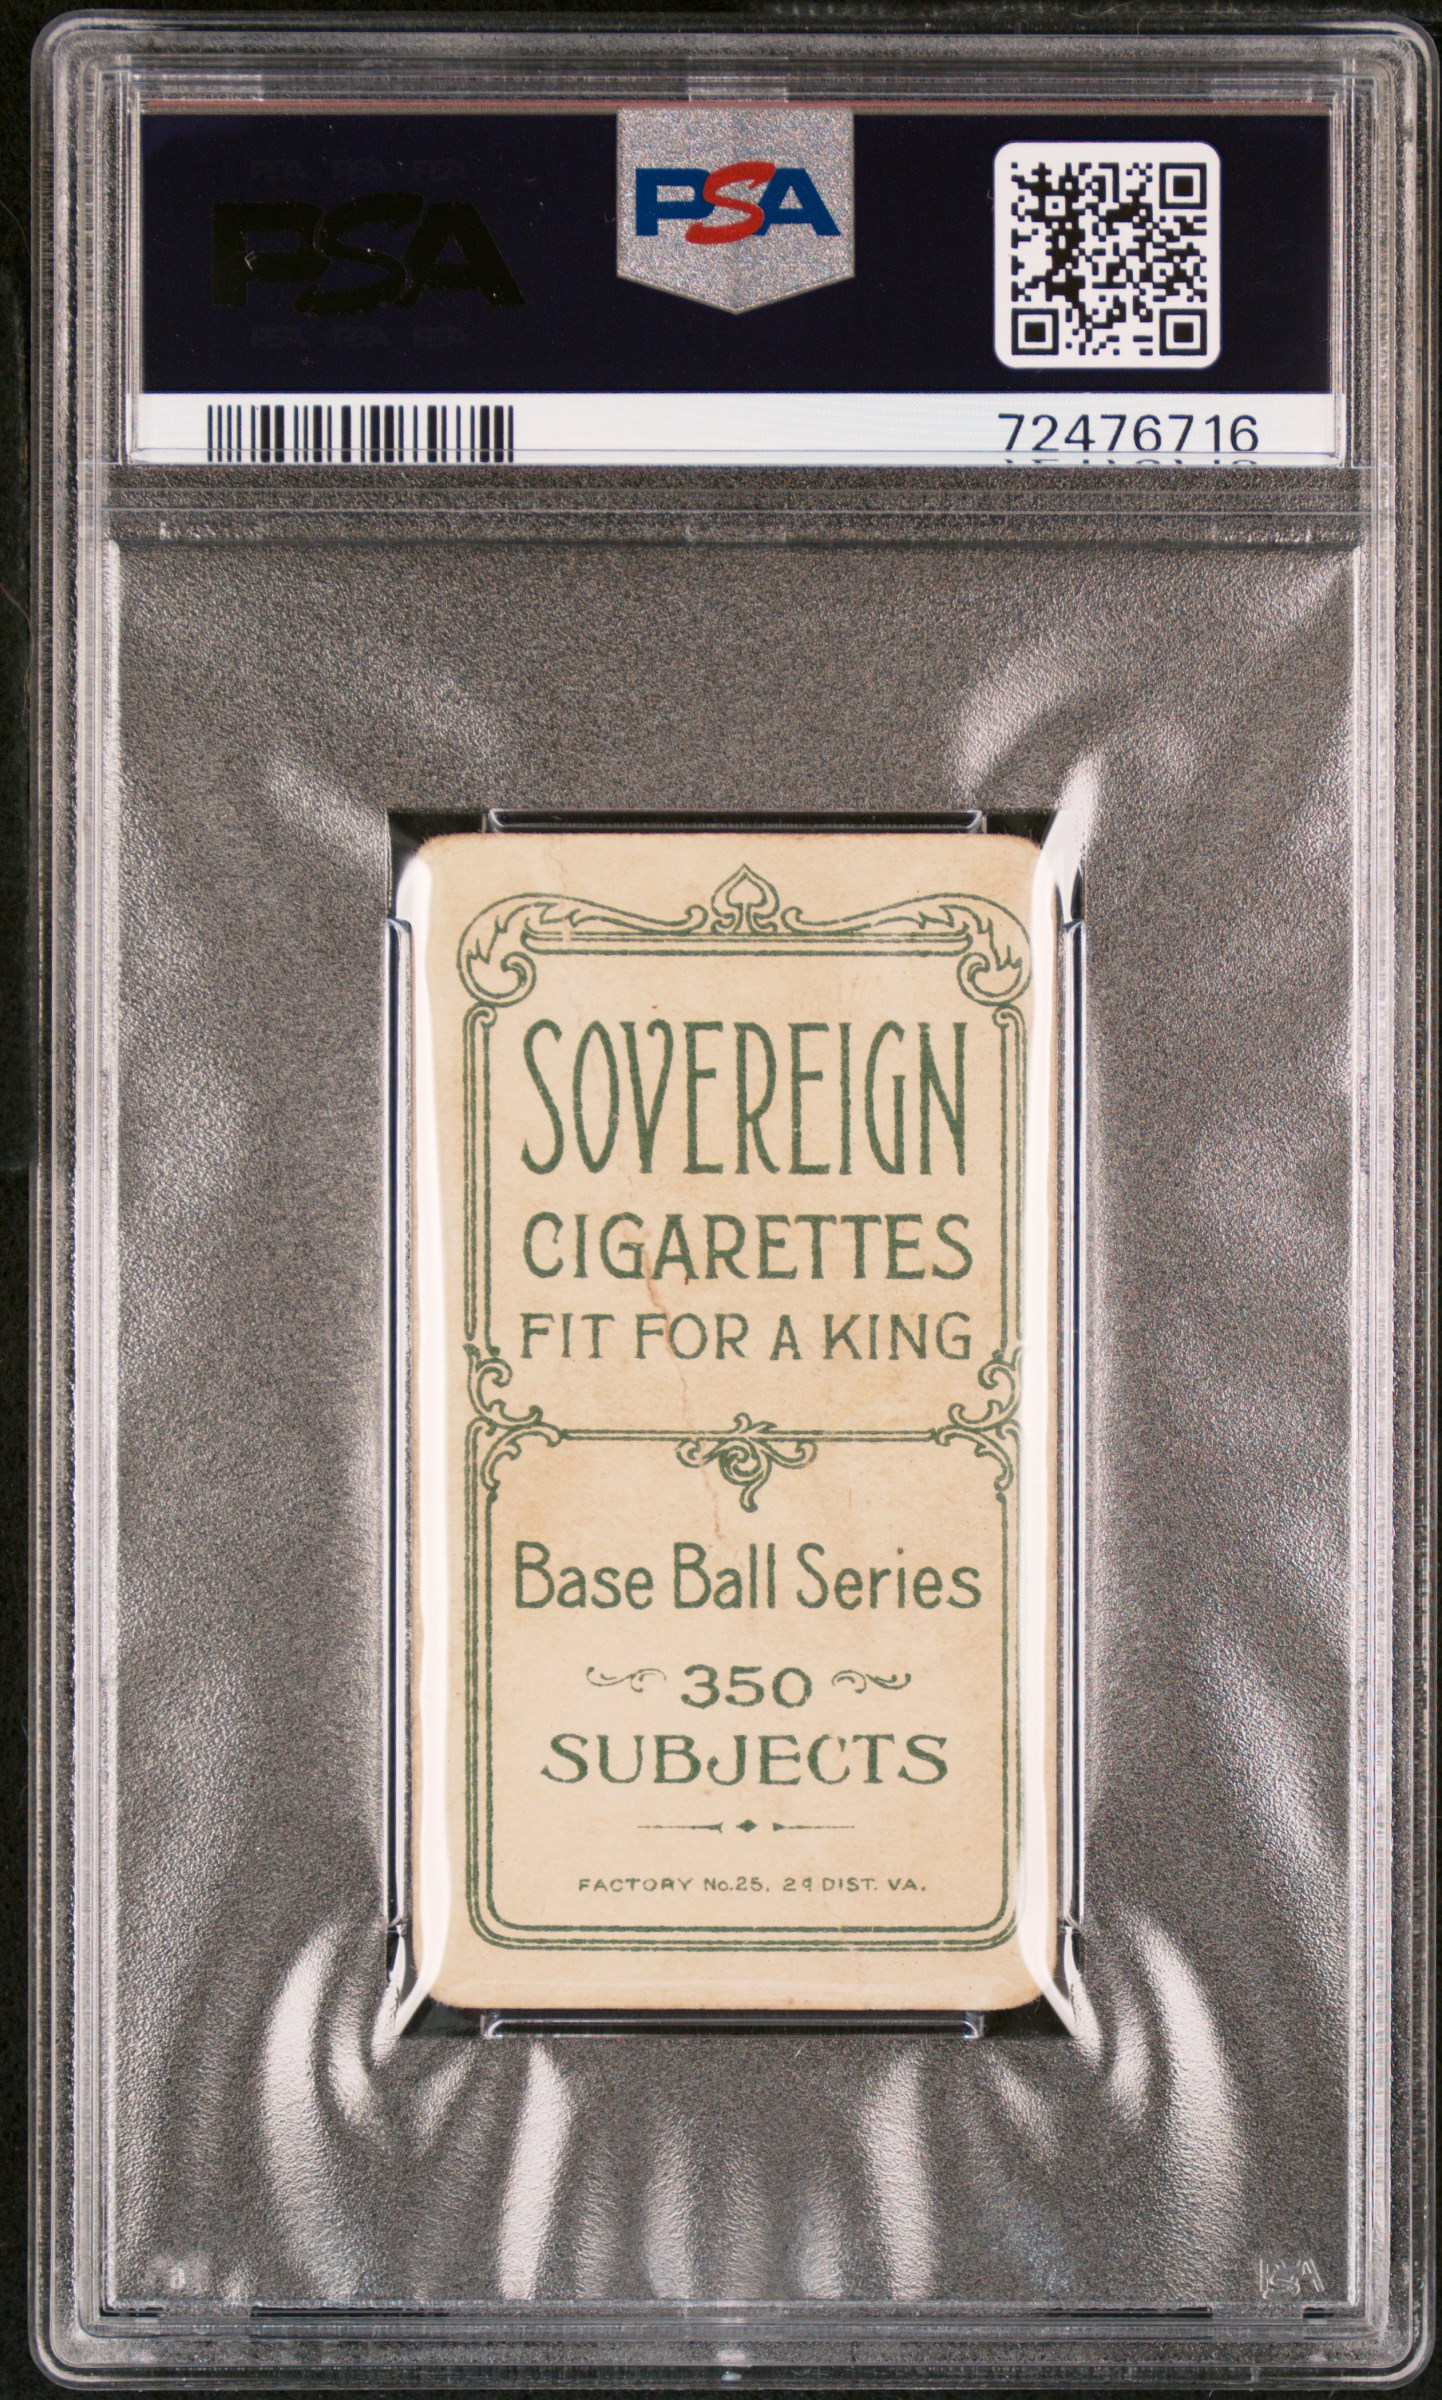 PSA
PSA
72476716
SOVEREIGN
CIGARETTES
FIT FOR A KING
Base Ball Series
350
SUBJECTS
FACTORY No. 25, 2d DIST. VA.
PSA